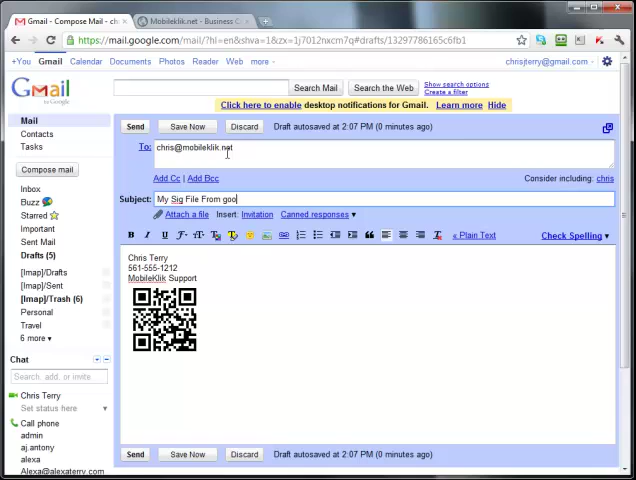 Gmail - Compose Mail - ch
Mobileklik.net - Business C
https://mail.google.com/mail/?hl=en&shva=1&zx=1j7012nxcm7q#drafts/13297786165c6fb1
+You Gmail Calendar Documents Photos Reader Web more
chrisjterry@gmail.com
Gmail
by Google
Search Mail
Search the Web
Show search options
Create a filter
Click here to enable desktop notifications for Gmail. Learn more Hide
Mail
Contacts
Tasks
Compose mail
Inbox
Buzz
Starred
Important
Sent Mail
Drafts (5)
[Imap]/Drafts
[Imap]/Sent
[Imap]/Trash (6)
Personal
Travel
6 more
Chat
Search, add, or invite
Chris Terry
Set status here
Call phone
admin
aj.antony
alexa
Alexa@alexaterry.com
Send Save Now Discard Draft autosaved at 2:07 PM (0 minutes ago)
To: chris@mobileklik.net
Add Cc | Add Bcc
Consider including: chris
Subject: My Sig File From goo
Attach a file Insert: Invitation Canned responses
B I U
« Plain Text
Check Spelling
Chris Terry
561-555-1212
MobileKlik Support
Send Save Now Discard Draft autosaved at 2:07 PM (0 minutes ago)